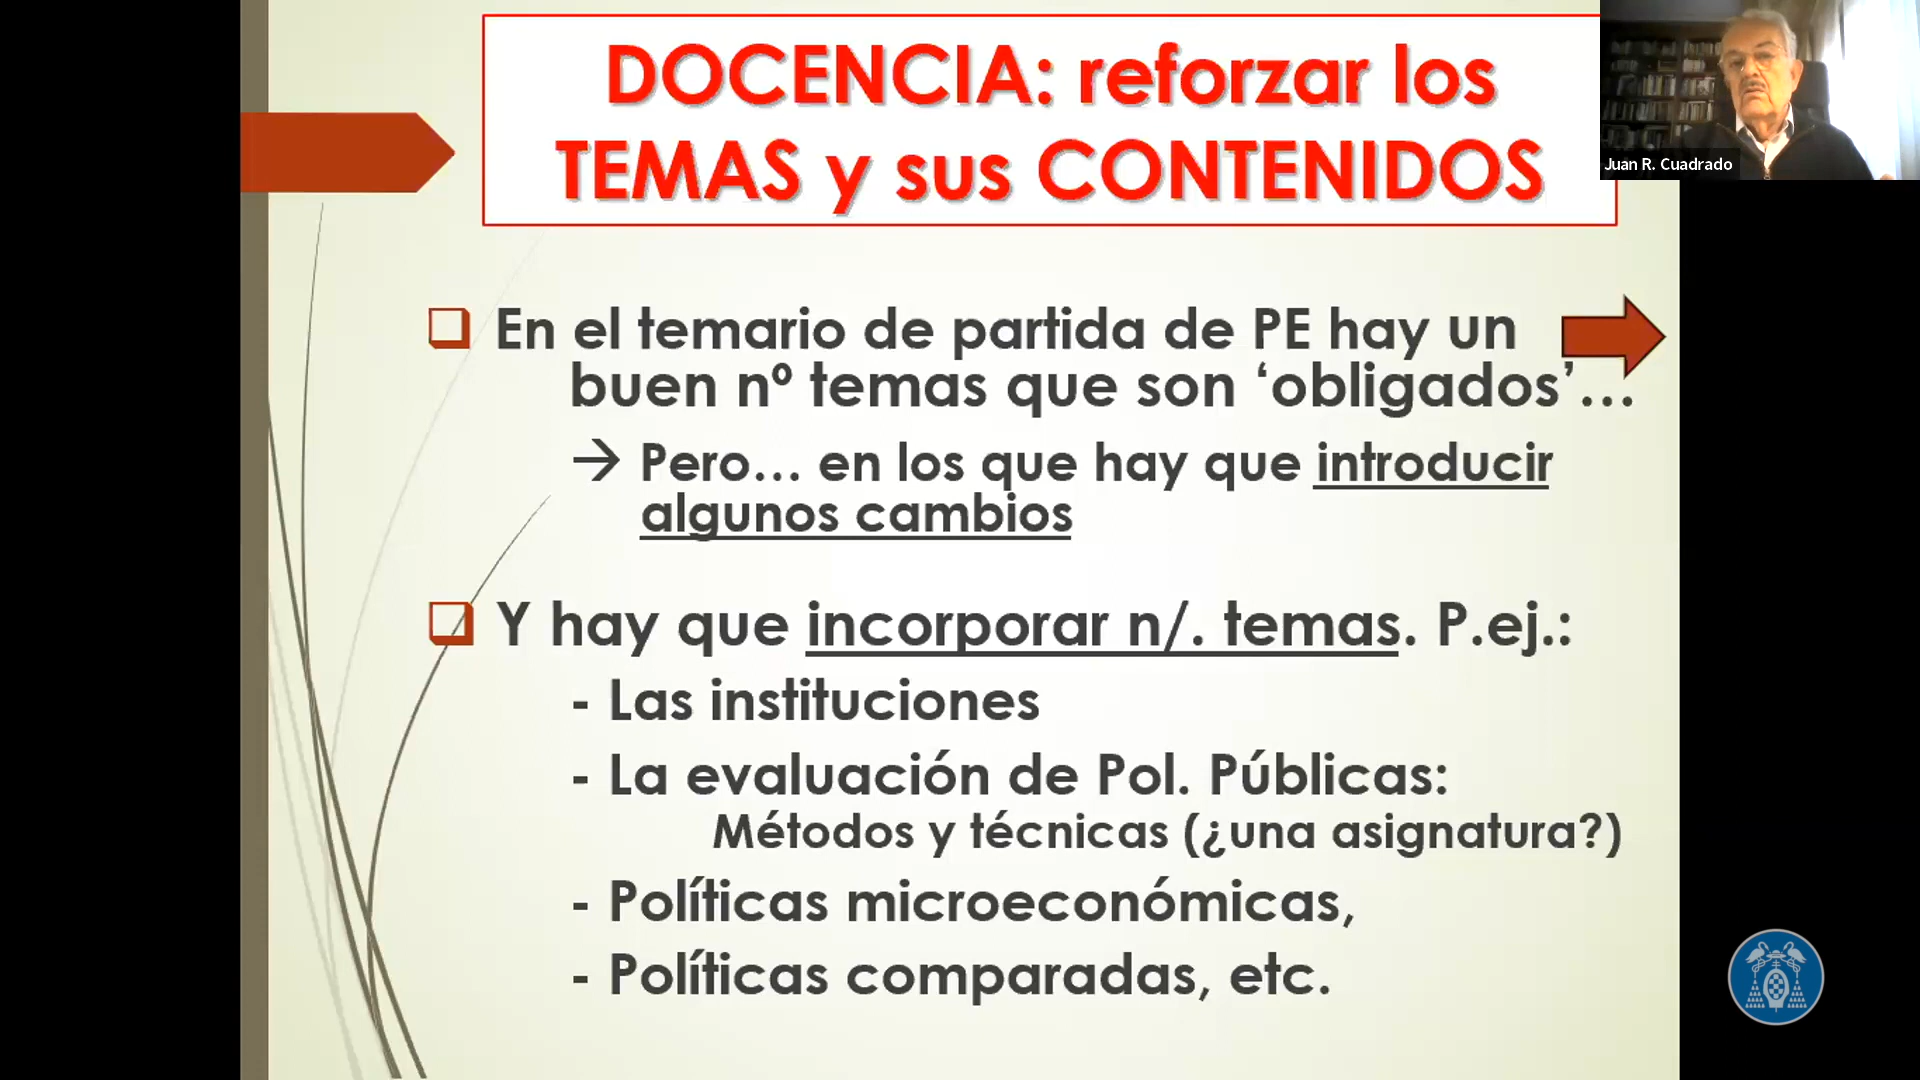 DOCENCIA: reforzar los
TEMAS y sus CONTENIDOS
Juan R. Cuadrado
En el temario de partida de PE hay un
buen nº temas que son ‘obligados’...
→ Pero... en los que hay que introducir
algunos cambios
Y hay que incorporar n/. temas. P.ej.:
- Las instituciones
- La evaluación de Pol. Públicas:
Métodos y técnicas (¿una asignatura?)
- Políticas microeconómicas,
- Políticas comparadas, etc.